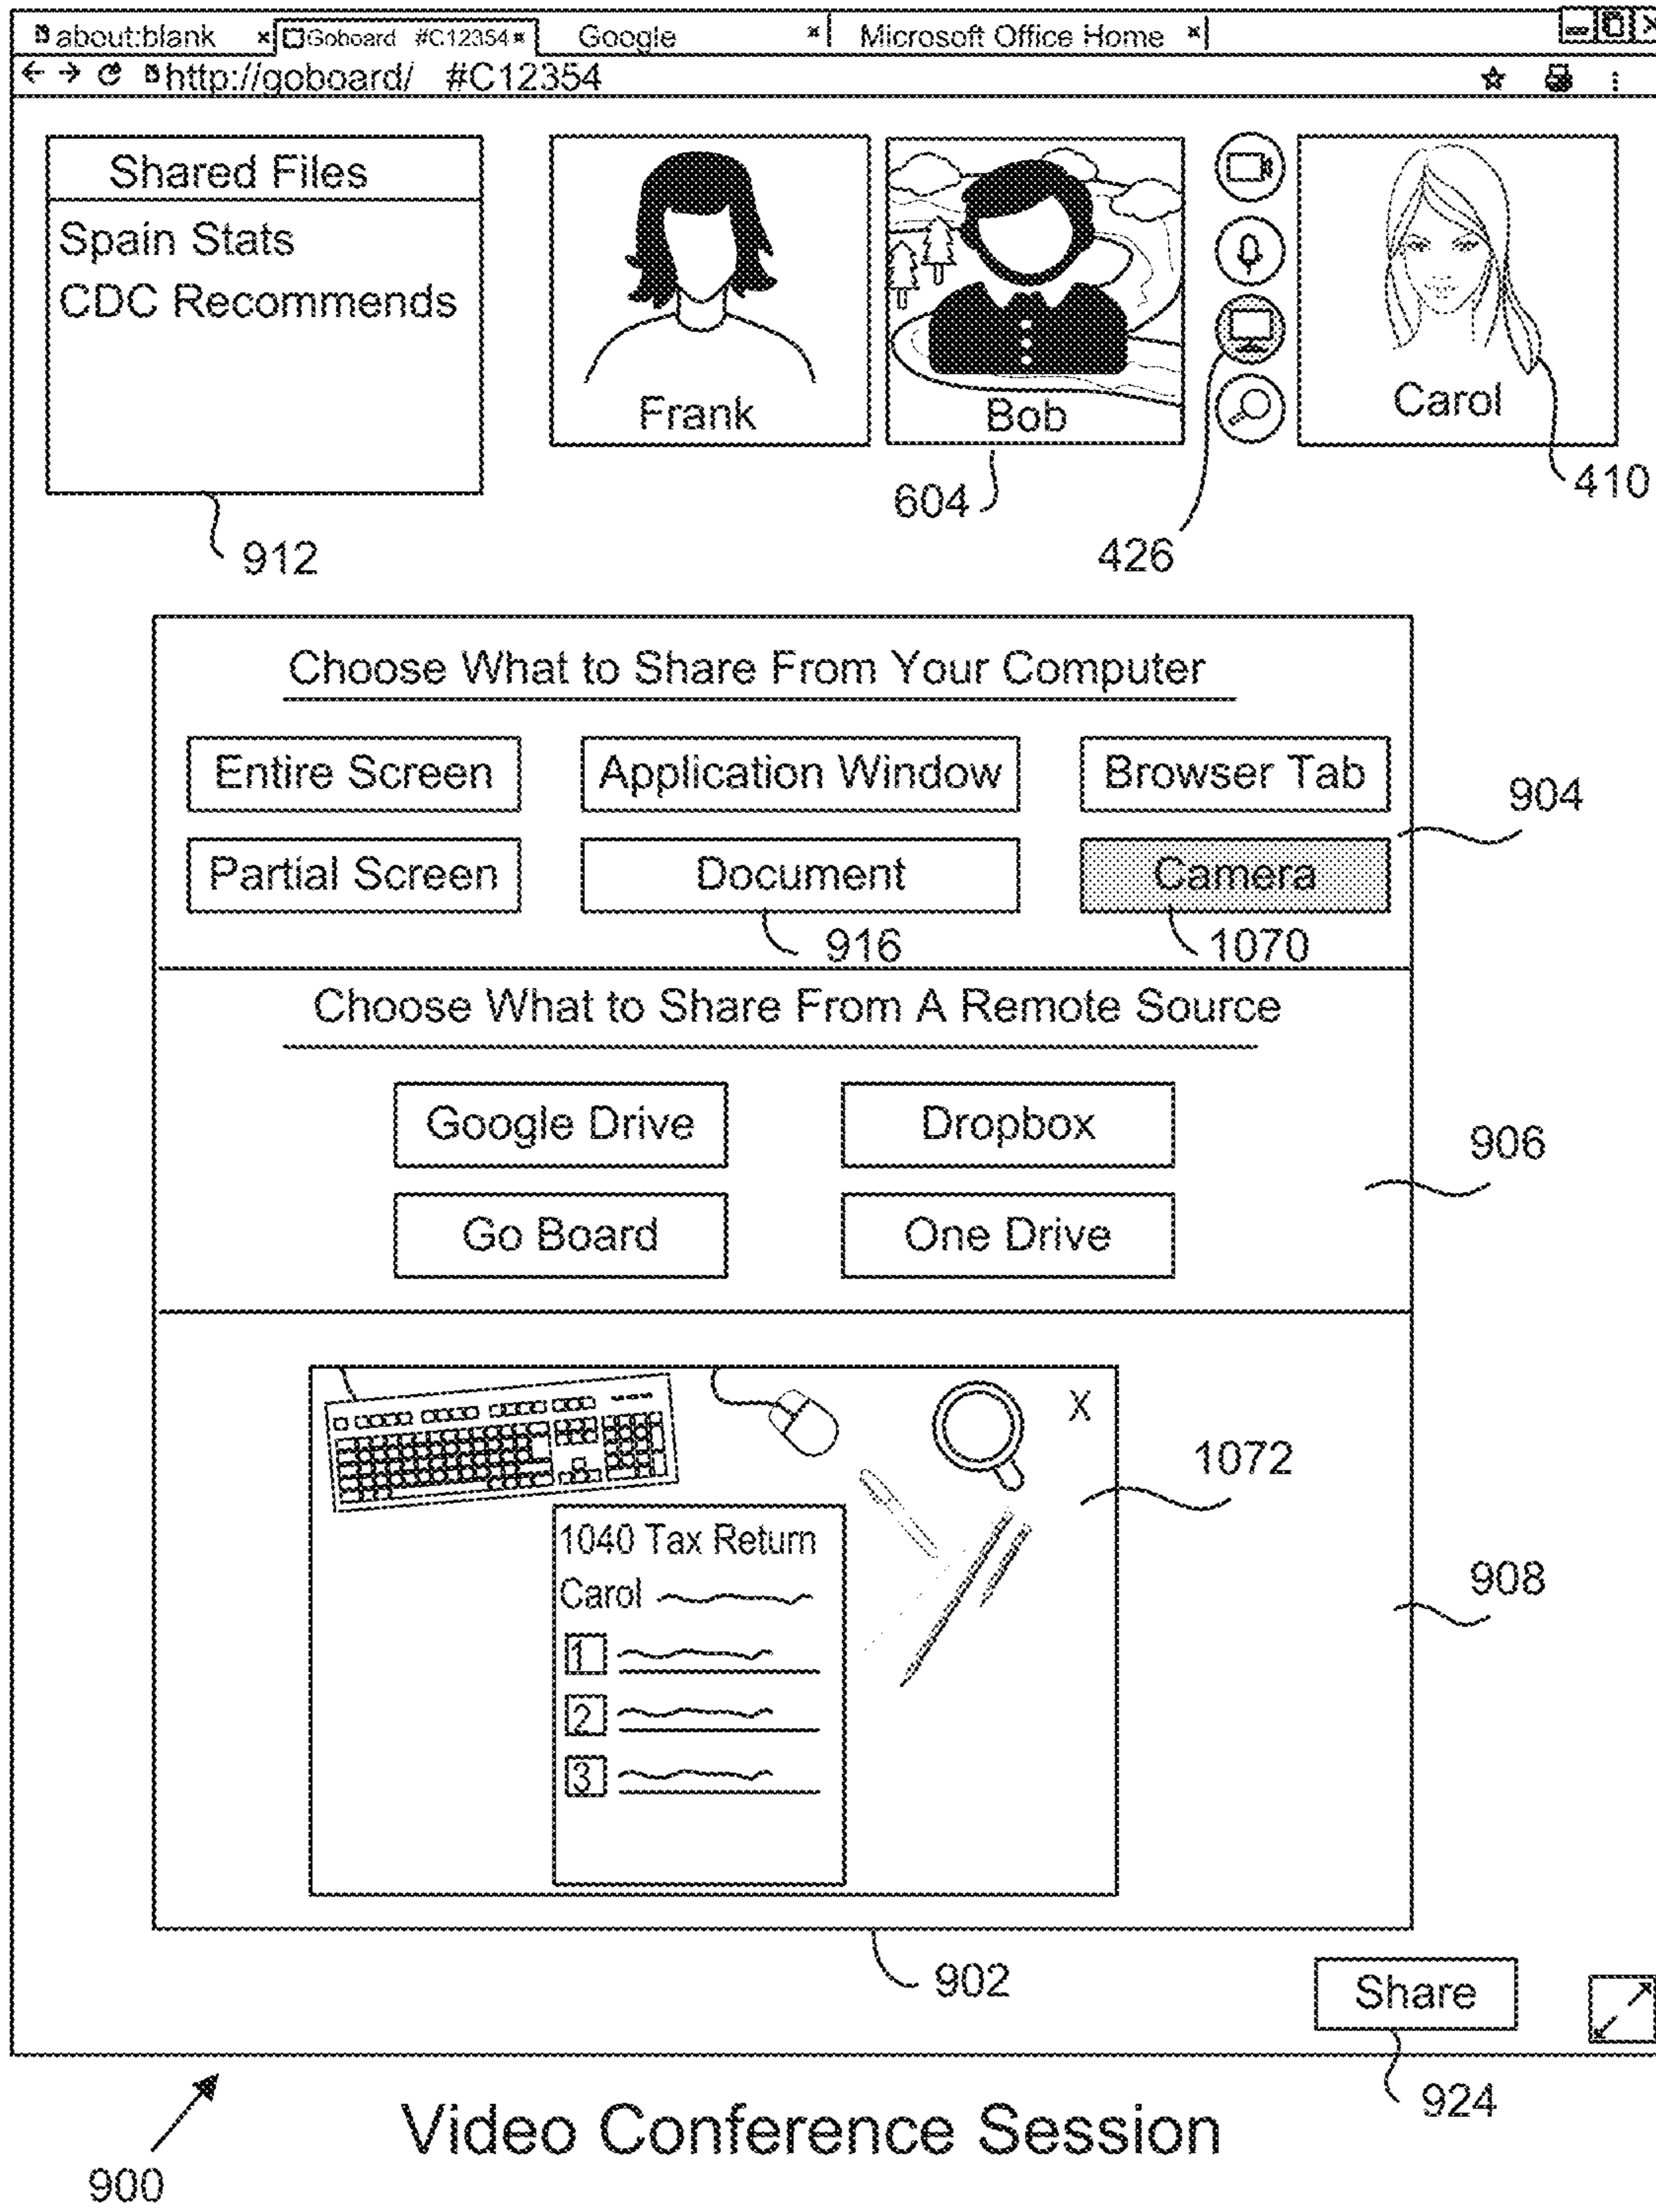 about:blank × Goboard #C12354 × Google × Microsoft Office Home ×
http://goboard/ #C12354
Shared Files
Spain Stats
CDC Recommends
Frank
Bob
Carol
604
426
410
912
Choose What to Share From Your Computer
Entire Screen Application Window Browser Tab
904
Partial Screen Document Camera
916 1070
Choose What to Share From A Remote Source
Google Drive Dropbox
906
Go Board One Drive
X
1072
1040 Tax Return
Carol
908
1
2
3
902
Share
924
Video Conference Session
900